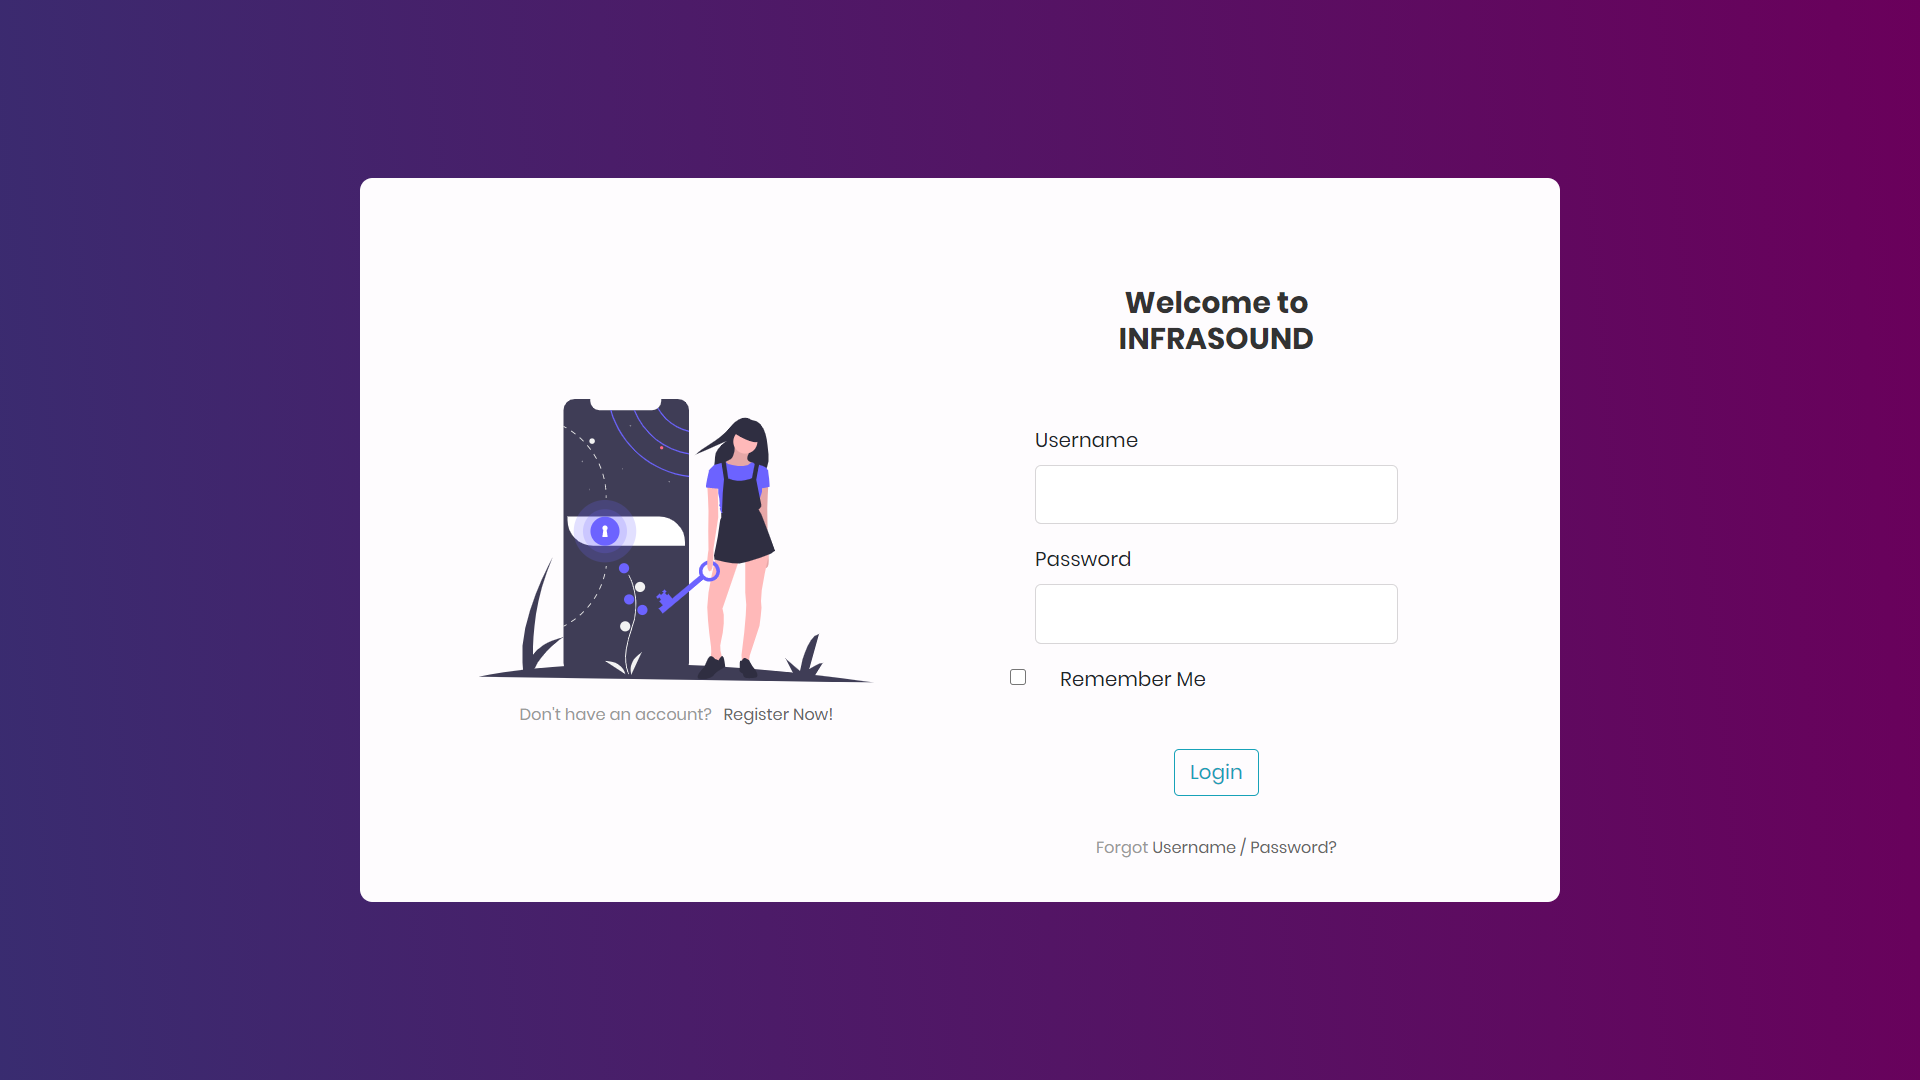 Welcome to
INFRASOUND
Username
Password
Remember Me
Don't have an account? Register Now!
Login
Forgot Username / Password?